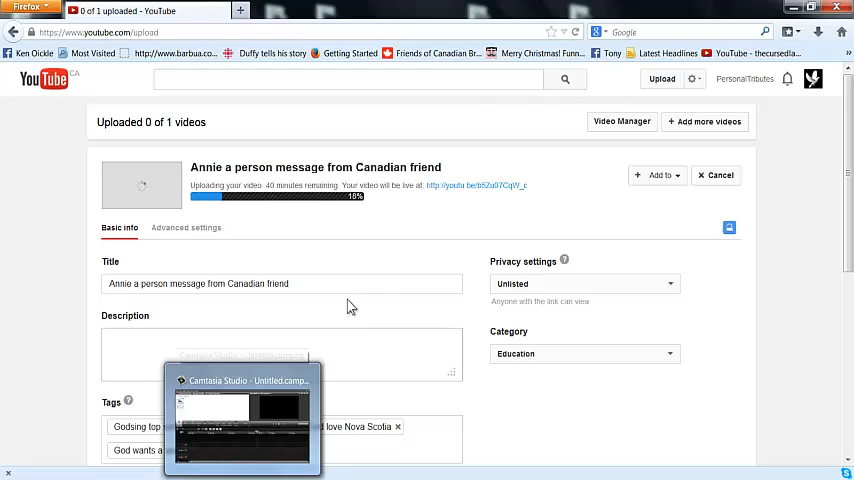 Firefox
0 of 1 uploaded - YouTube
https://www.youtube.com/upload
Google
Ken Oickle
Most Visited
http://www.barbua.co...
Duffy tells his story
Getting Started
Friends of Canadian Br...
Merry Christmas! Funn...
Tony
Latest Headlines
YouTube - thecursedla...
YouTube CA
Upload
PersonalTributes
Uploaded 0 of 1 videos
Video Manager
+ Add more videos
Annie a person message from Canadian friend
Uploading your video. 40 minutes remaining. Your video will be live at: http://youtu.be/b5Zu07CqW_c
18%
+ Add to
x Cancel
Basic info
Advanced settings
Title
Privacy settings ?
Annie a person message from Canadian friend
Unlisted
Anyone with the link can view
Description
Category
Education
Camtasia Studio - Untitled.camp...
Tags ?
Godsing top s
d love Nova Scotia x
God wants a